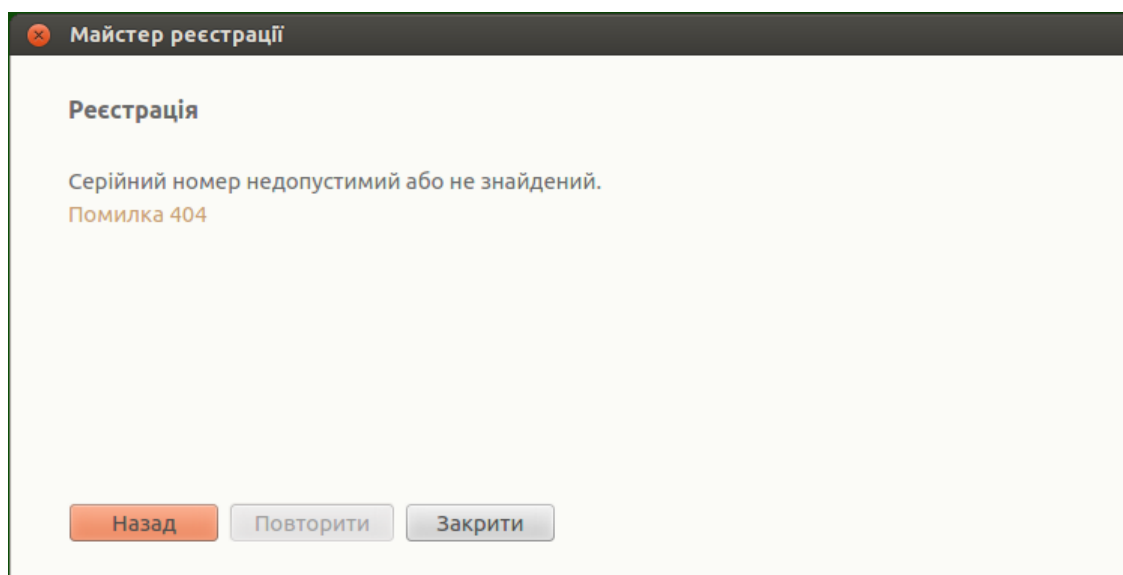 Майстер реєстрації
Реєстрація
Серійний номер недопустимий або не знайдений.
Помилка 404
Назад Повторити Закрити